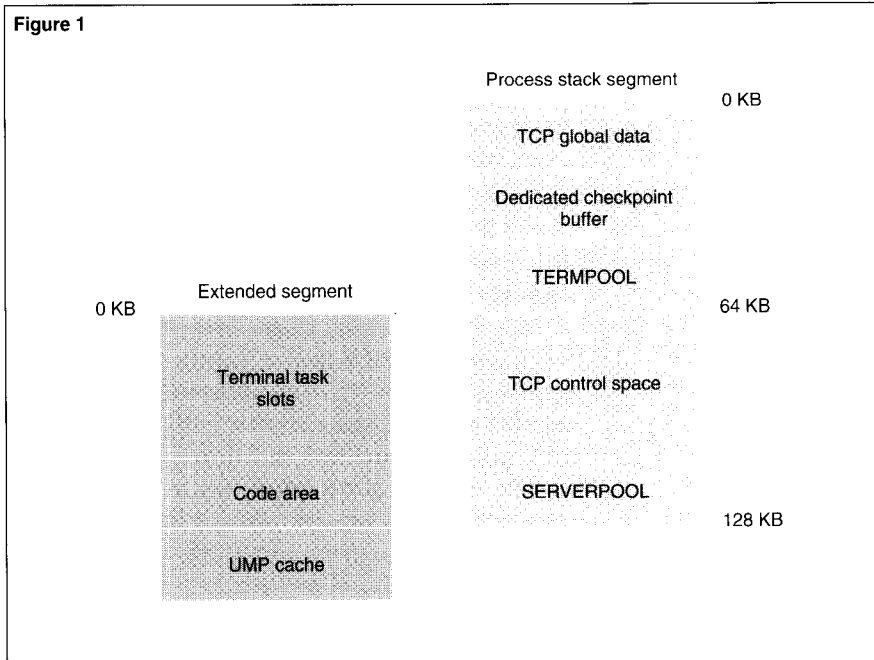 Figure 1
Process stack segment
0 KB
TCP global data
Dedicated checkpoint
buffer
TERMPOOL
64 KB
TCP control space
SERVERPOOL
128 KB
Extended segment
0 KB
Terminal task
slots
Code area
UMP cache